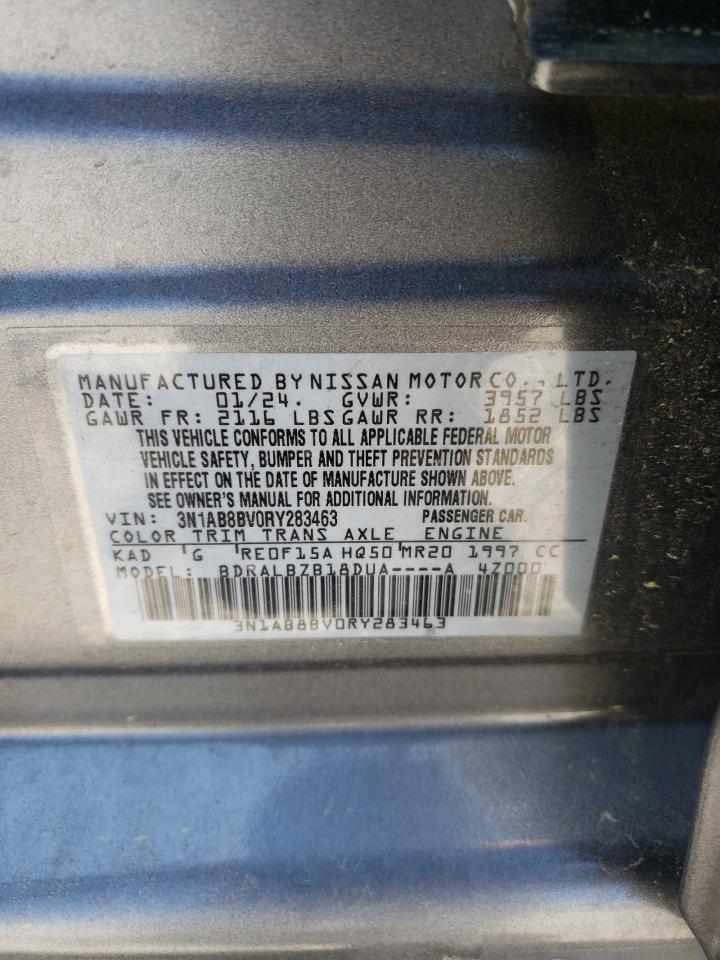 MANUFACTURED BY NISSAN MOTOR CO., LTD.
DATE: 01/24. GVWR: 3957 LBS
GAWR FR: 2116 LBS GAWR RR: 1852 LBS
THIS VEHICLE CONFORMS TO ALL APPLICABLE FEDERAL MOTOR
VEHICLE SAFETY, BUMPER AND THEFT PREVENTION STANDARDS
IN EFFECT ON THE DATE OF MANUFACTURE SHOWN ABOVE.
SEE OWNER'S MANUAL FOR ADDITIONAL INFORMATION.
VIN: 3N1AB8BV0RY283463 PASSENGER CAR.
COLOR TRIM TRANS AXLE ENGINE
KAD G RE0F15A HQ50 MR20 1997 CC
MODEL: BDRALBZB18DUA----A 4Z000
3N1AB8BV0RY283463